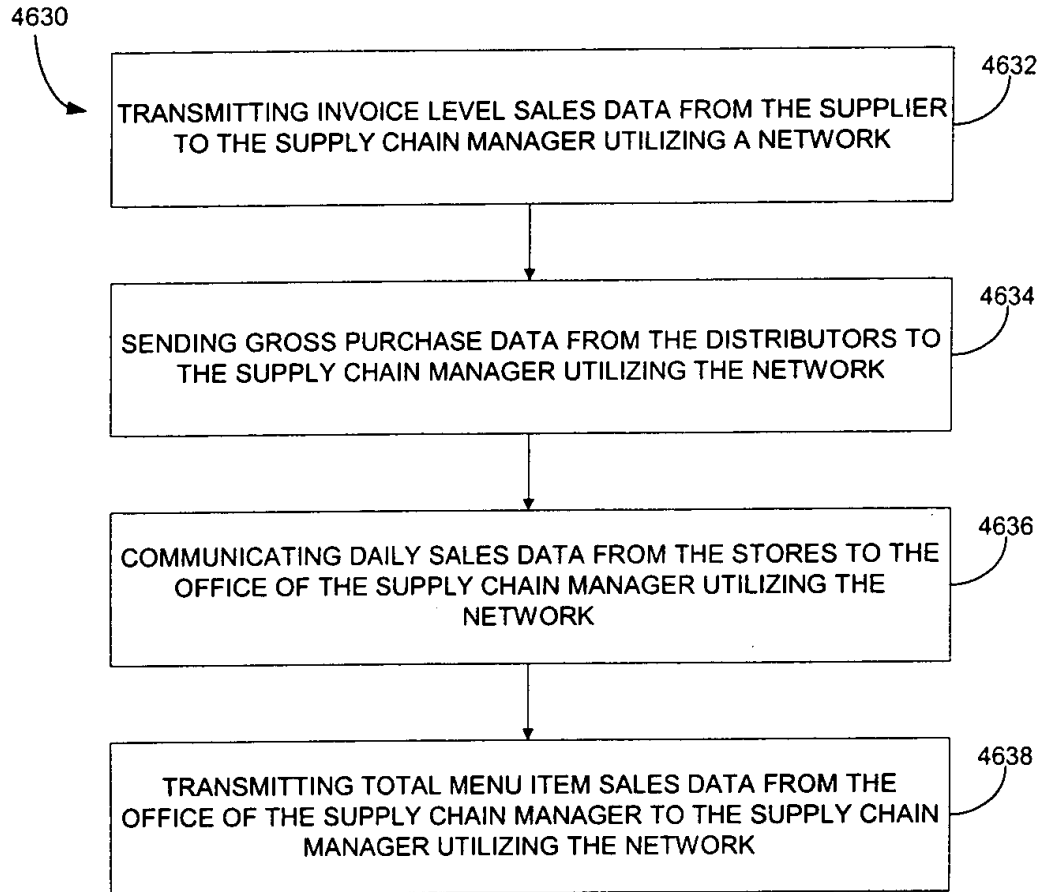 4630
4632
TRANSMITTING INVOICE LEVEL SALES DATA FROM THE SUPPLIER
TO THE SUPPLY CHAIN MANAGER UTILIZING A NETWORK
4634
SENDING GROSS PURCHASE DATA FROM THE DISTRIBUTORS TO
THE SUPPLY CHAIN MANAGER UTILIZING THE NETWORK
4636
COMMUNICATING DAILY SALES DATA FROM THE STORES TO THE
OFFICE OF THE SUPPLY CHAIN MANAGER UTILIZING THE
NETWORK
4638
TRANSMITTING TOTAL MENU ITEM SALES DATA FROM THE
OFFICE OF THE SUPPLY CHAIN MANAGER TO THE SUPPLY CHAIN
MANAGER UTILIZING THE NETWORK